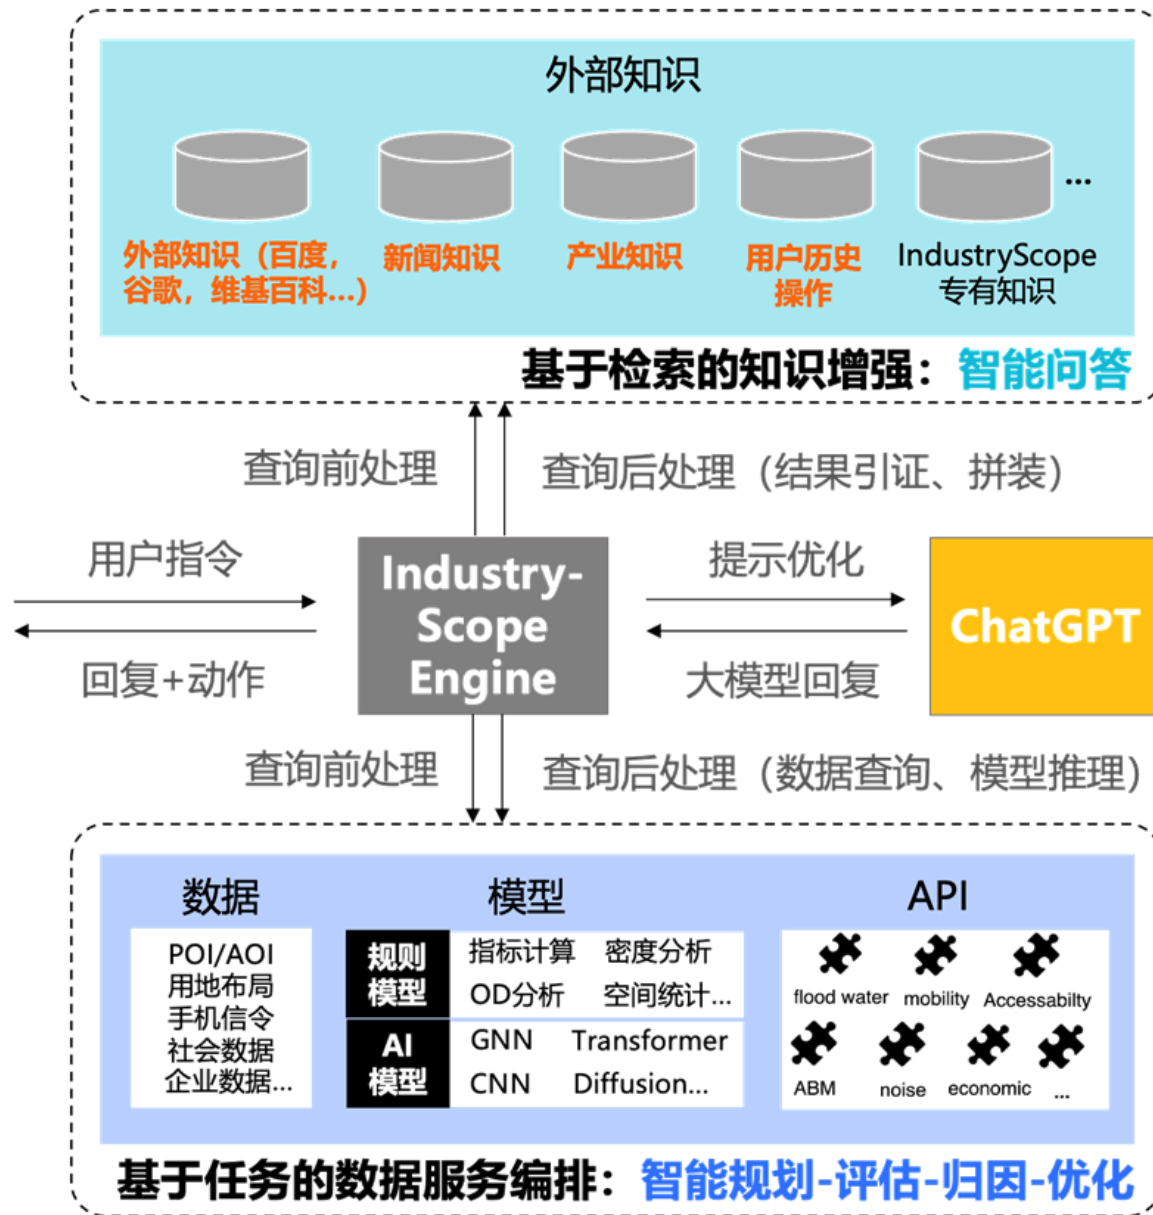 外部知识
外部知识（百度，
谷歌，维基百科...）
新闻知识
产业知识
用户历史
操作
IndustryScope
专有知识
...
基于检索的知识增强：智能问答
查询前处理
查询后处理（结果引证、拼装）
用户指令
回复+动作
Industry-
Scope
Engine
提示优化
大模型回复
ChatGPT
查询前处理
查询后处理（数据查询、模型推理）
数据
POI/AOI
用地布局
手机信令
社会数据
企业数据...
模型
规则
模型
指标计算 密度分析
OD分析 空间统计...
AI
模型
GNN Transformer
CNN Diffusion...
API
flood water mobility Accessabilty
ABM noise economic ...
基于任务的数据服务编排：智能规划-评估-归因-优化